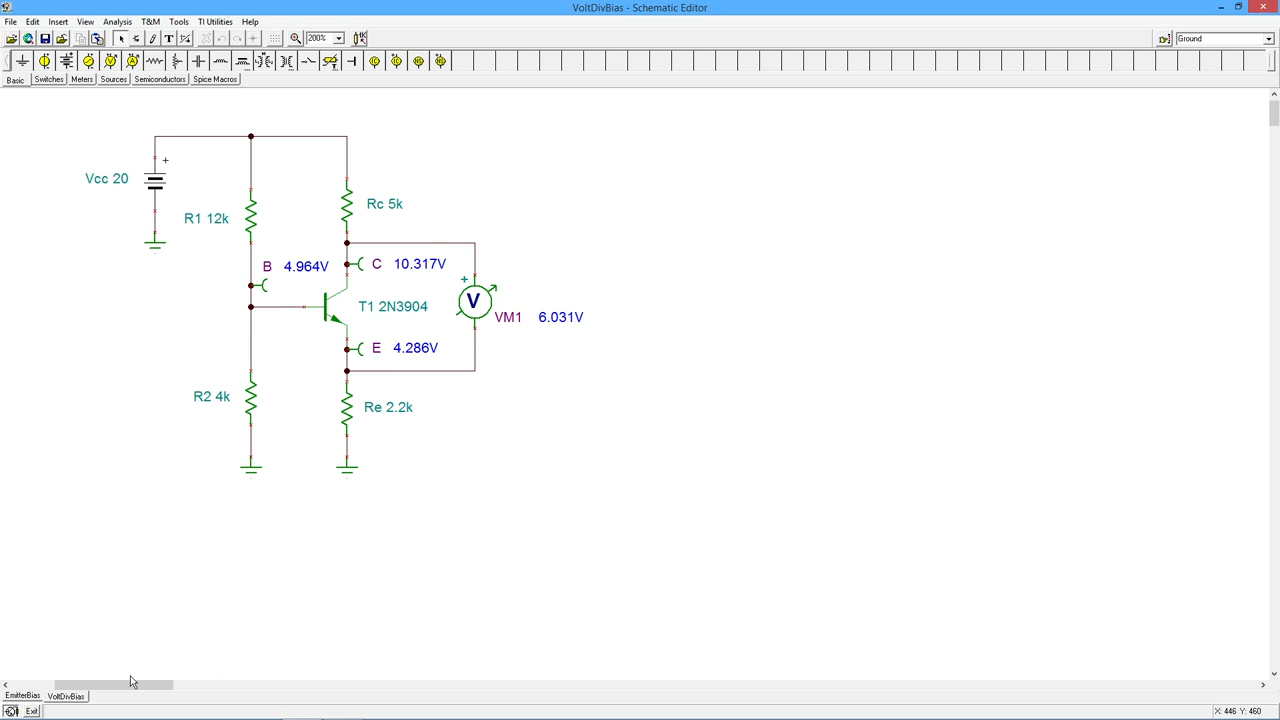 VoltDivBias - Schematic Editor
File Edit Insert View Analysis T&M Tools TI Utilities Help
200% Ground
Basic Switches Meters Sources Semiconductors Spice Macros
+
Vcc 20
Rc 5k
R1 12k
B 4.964V
C 10.317V
+
T1 2N3904
V
VM1 6.031V
E 4.286V
R2 4k
Re 2.2k
EmitterBias VoltDivBias
Exit X: 446 Y: 460